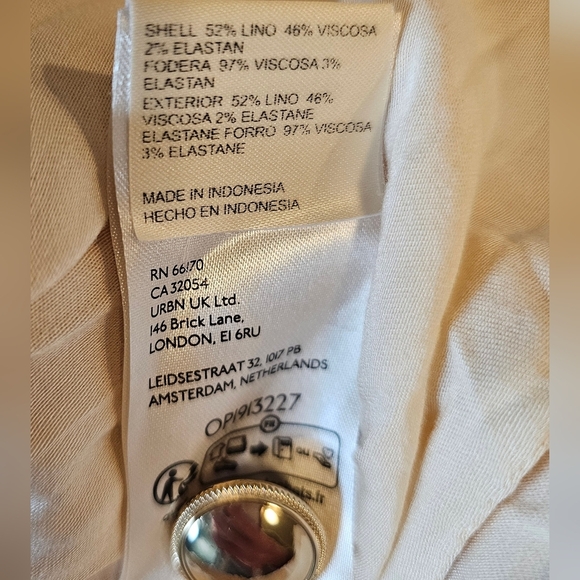 SHELL 52% LINO 46% VISCOSA
2% ELASTAN
FODERA 97% VISCOSA 3%
ELASTAN
EXTERIOR 52% LINO 46%
VISCOSA 2% ELASTANE
ELASTANE FORRO 97% VISCOSA
3% ELASTANE
MADE IN INDONESIA
HECHO EN INDONESIA
RN 66170
CA 32054
URBN UK Ltd.
146 Brick Lane,
LONDON, E1 6RU
LEIDSESTRAAT 32, 1017 PB
AMSTERDAM, NETHERLANDS
OP1913227
FR
ou